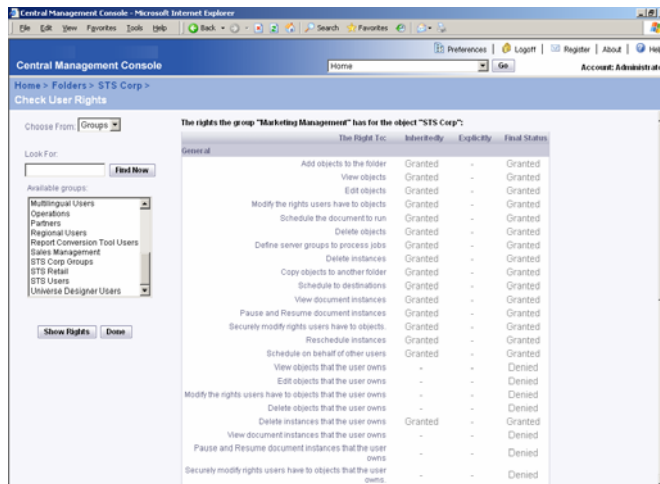 Central Management Console - Microsoft Internet Explorer
File Edit View Favorites Tools Help Back Search Favorites
Preferences | Logoff | Register | About | Hel
Central Management Console Home Go Account: Administrato
Home > Folders > STS Corp >
Check User Rights
Choose From: Groups
Look For:
Find Now
Available groups:
Multilingual Users
Operations
Partners
Regional Users
Report Conversion Tool Users
Sales Management
STS Corp Groups
STS Retail
STS Users
Universe Designer Users
Show Rights Done
The rights the group "Marketing Management" has for the object "STS Corp":
The Right To: Inheritedly Explicitly Final Status
General
Add objects to the folder Granted - Granted
View objects Granted - Granted
Edit objects Granted - Granted
Modify the rights users have to objects Granted - Granted
Schedule the document to run Granted - Granted
Delete objects Granted - Granted
Define server groups to process jobs Granted - Granted
Delete instances Granted - Granted
Copy objects to another folder Granted - Granted
Schedule to destinations Granted - Granted
View document instances Granted - Granted
Pause and Resume document instances Granted - Granted
Securely modify rights users have to objects. Granted - Granted
Reschedule instances Granted - Granted
Schedule on behalf of other users Granted - Granted
View objects that the user owns - - Denied
Edit objects that the user owns - - Denied
Modify the rights users have to objects that the user owns - - Denied
Delete objects that the user owns - - Denied
Delete instances that the user owns Granted - Granted
View document instances that the user owns - - Denied
Pause and Resume document instances that the user
owns - - Denied
Securely modify rights users have to objects that the user
owns. - - Denied